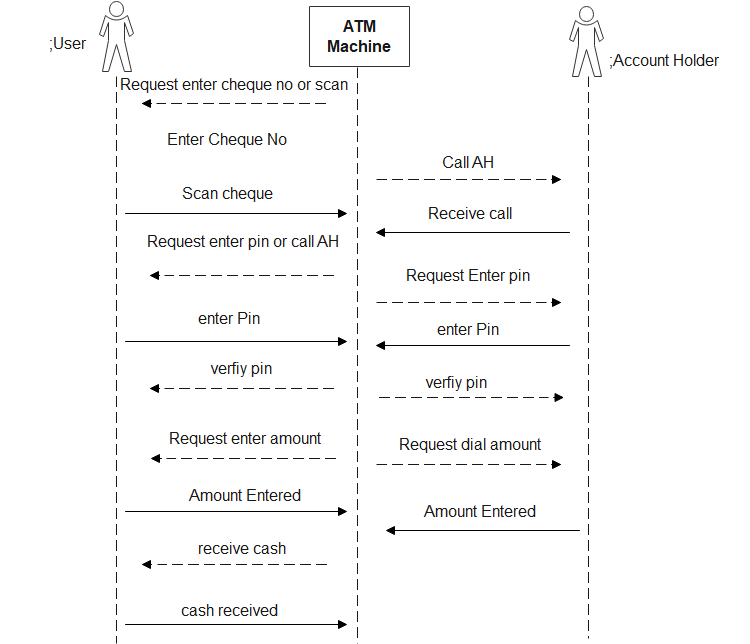 ;User
ATM
Machine
;Account Holder
Request enter cheque no or scan
Enter Cheque No
Call AH
Scan cheque
Receive call
Request enter pin or call AH
Request Enter pin
enter Pin
enter Pin
verfiy pin
verfiy pin
Request enter amount
Request dial amount
Amount Entered
Amount Entered
receive cash
cash received